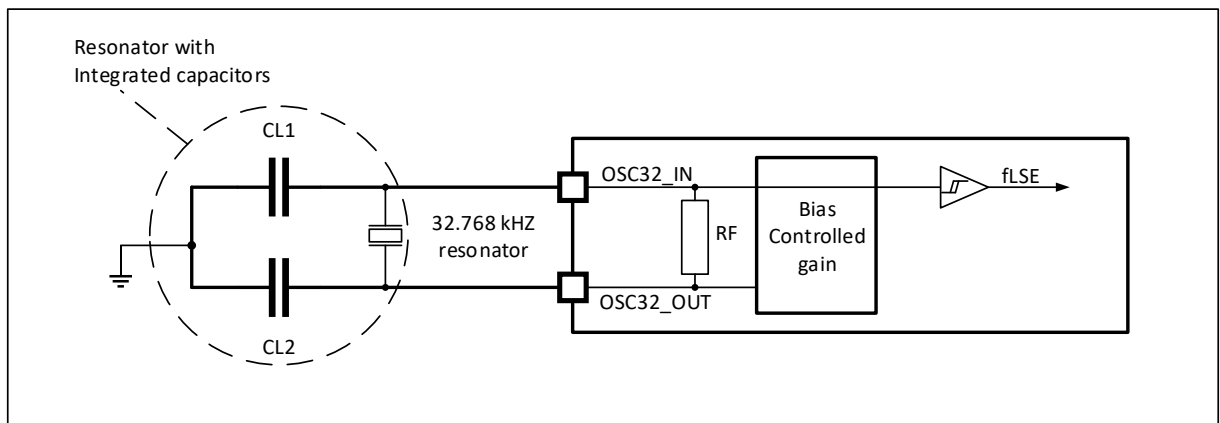 Resonator with
Integrated capacitors
CL1
OSC32_IN
fLSE
32.768 kHZ
resonator
RF
Bias
Controlled
gain
OSC32_OUT
CL2